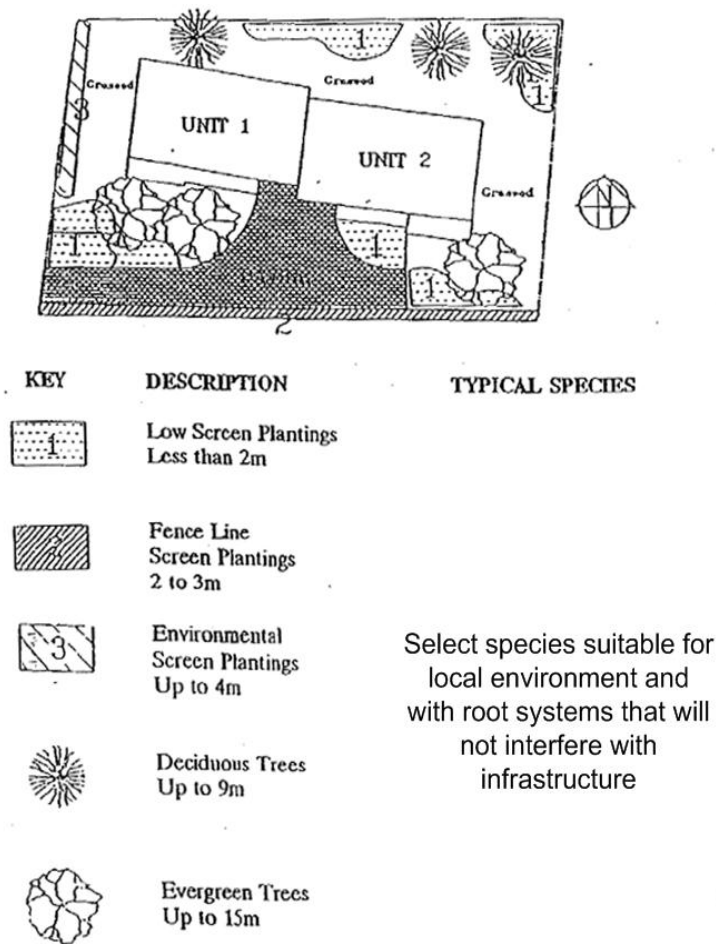 1
1
3
Grassed
Grassed
UNIT 1
UNIT 2
Grassed
N
1
1
1
2
KEY DESCRIPTION TYPICAL SPECIES
1
Low Screen Plantings
Less than 2m
2
Fence Line
Screen Plantings
2 to 3m
3
Environmental
Screen Plantings
Up to 4m
Select species suitable for
local environment and
with root systems that will
not interfere with
infrastructure
Deciduous Trees
Up to 9m
Evergreen Trees
Up to 15m